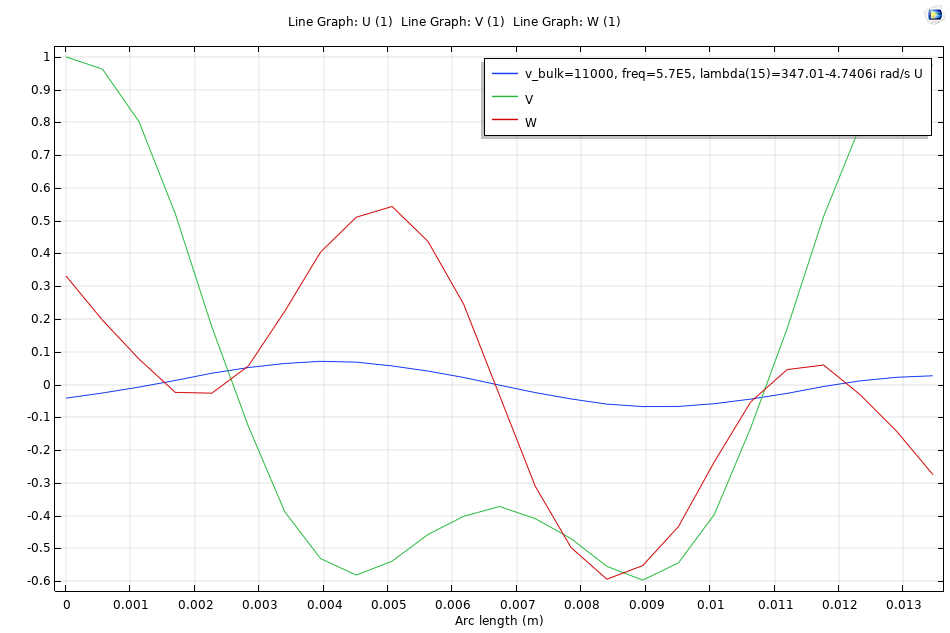 Line Graph: U (1)  Line Graph: V (1)  Line Graph: W (1)
v_bulk=11000, freq=5.7E5, lambda(15)=347.01-4.7406i rad/s U
V
W
1
0.9
0.8
0.7
0.6
0.5
0.4
0.3
0.2
0.1
0
-0.1
-0.2
-0.3
-0.4
-0.5
-0.6
0 0.001 0.002 0.003 0.004 0.005 0.006 0.007 0.008 0.009 0.01 0.011 0.012 0.013
Arc length (m)